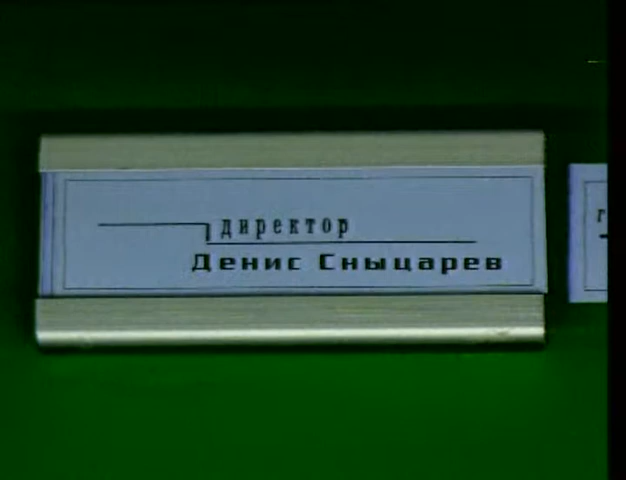 директор
Денис Сныцарев
г